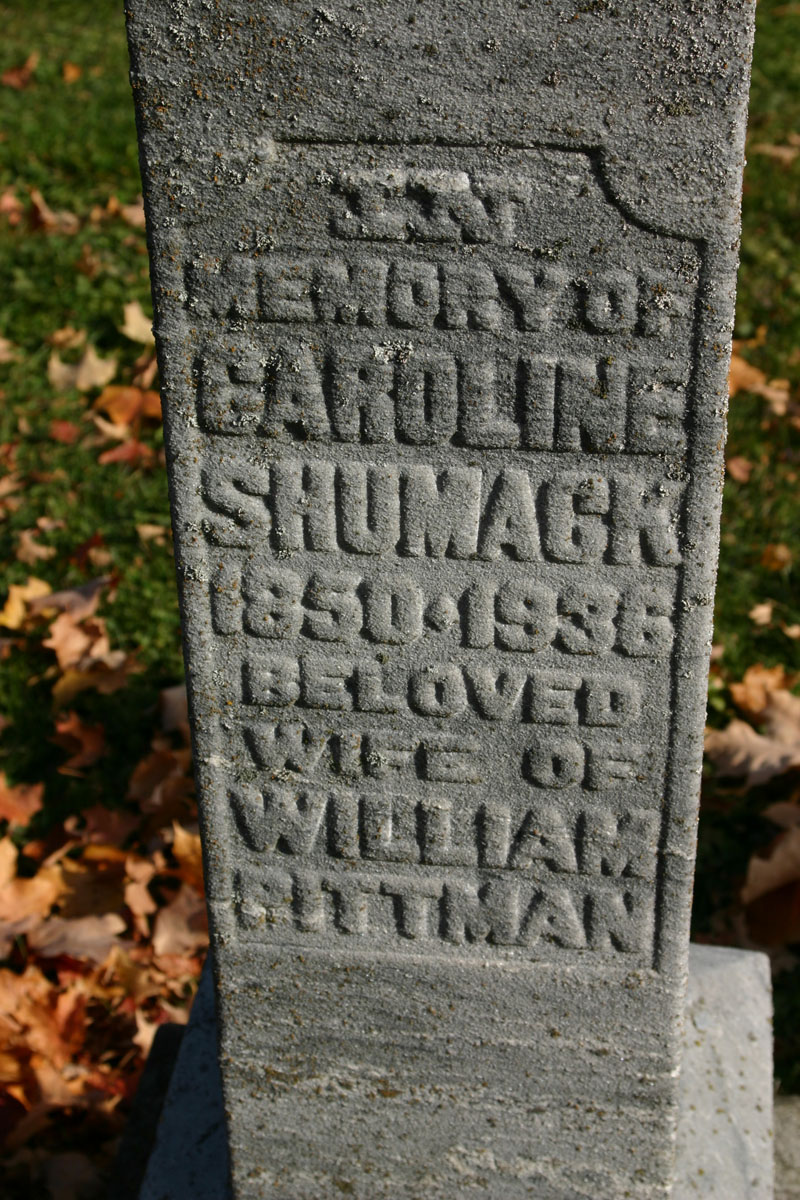 IN
MEMORY OF
CAROLINE
SHUMACK
1850·1936
BELOVED
WIFE OF
WILLIAM
PITTMAN